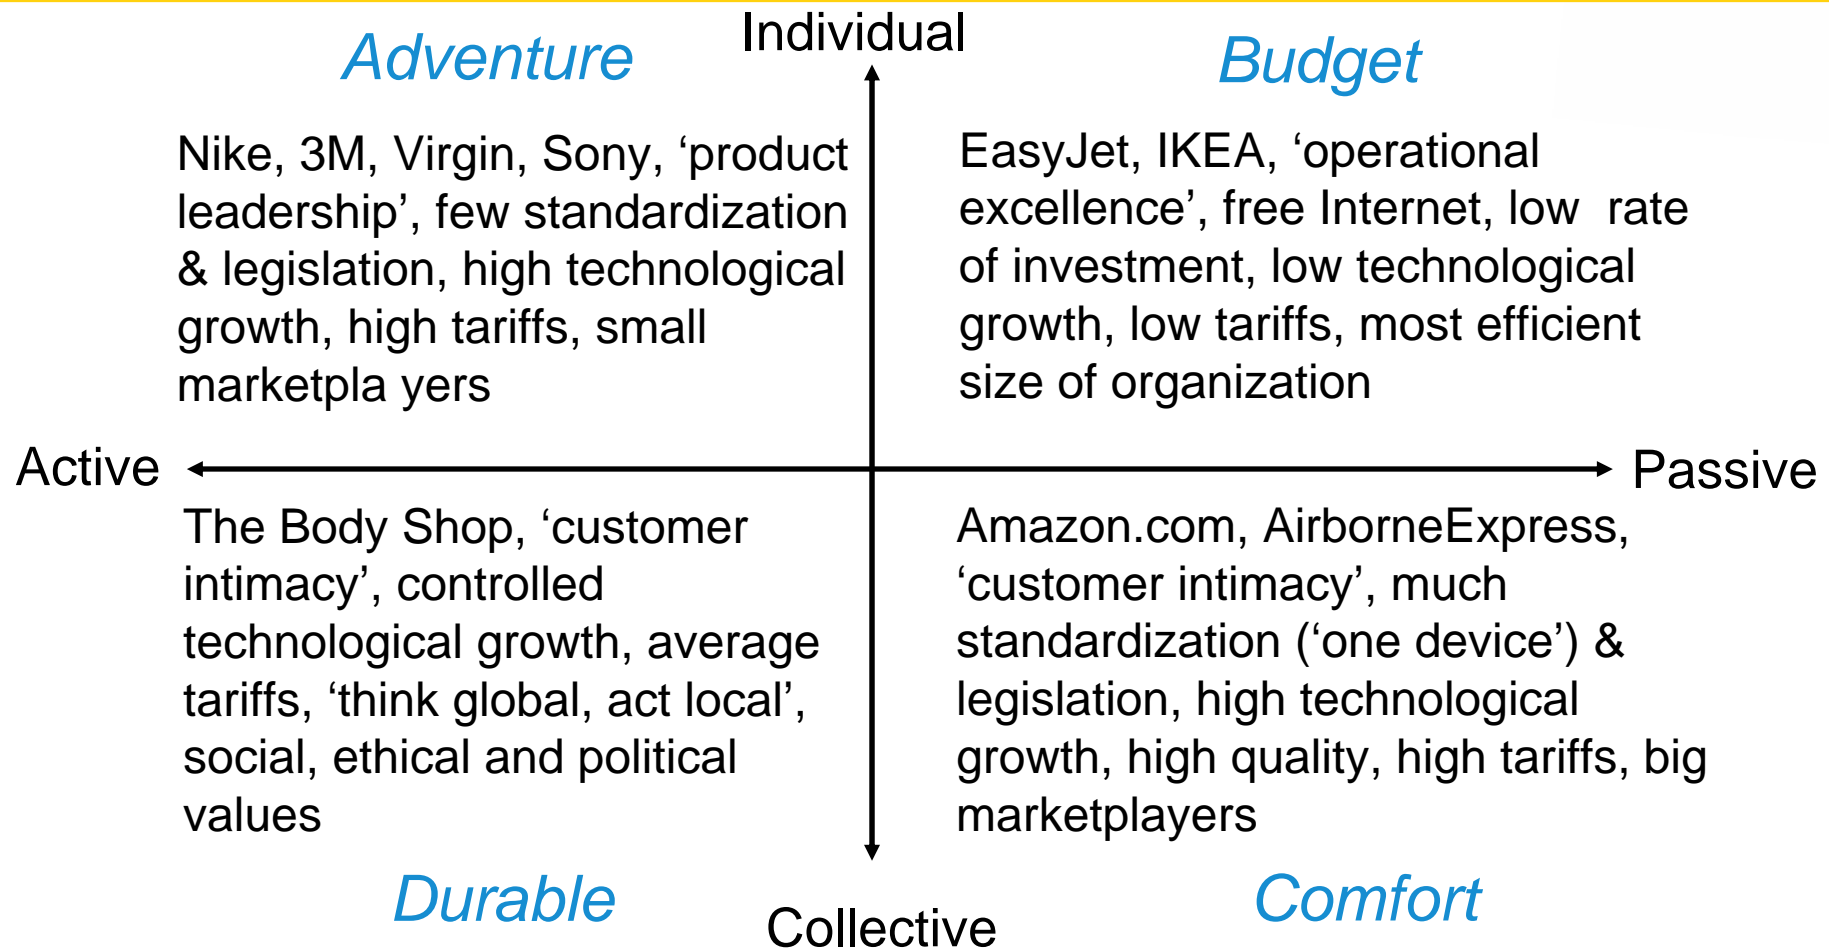 Individual
Adventure
Budget
Nike, 3M, Virgin, Sony, ‘product
leadership’, few standardization
& legislation, high technological
growth, high tariffs, small
marketpla yers
EasyJet, IKEA, ‘operational
excellence’, free Internet, low  rate
of investment, low technological
growth, low tariffs, most efficient
size of organization
Active
Passive
The Body Shop, ‘customer
intimacy’, controlled
technological growth, average
tariffs, ‘think global, act local’,
social, ethical and political
values
Amazon.com, AirborneExpress,
‘customer intimacy’, much
standardization (‘one device’) &
legislation, high technological
growth, high quality, high tariffs, big
marketplayers
Durable
Comfort
Collective